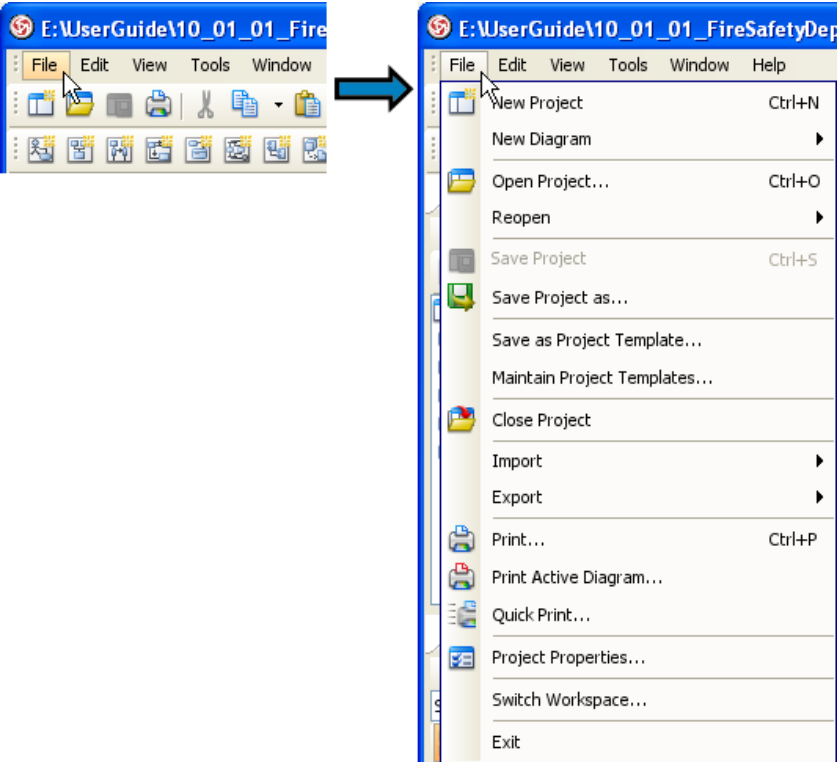 E:\UserGuide\10_01_01_Fire
File Edit View Tools Window
E:\UserGuide\10_01_01_FireSafetyDep
File Edit View Tools Window Help
New Project Ctrl+N
New Diagram
Open Project... Ctrl+O
Reopen
Save Project Ctrl+S
Save Project as...
Save as Project Template...
Maintain Project Templates...
Close Project
Import
Export
Print... Ctrl+P
Print Active Diagram...
Quick Print...
Project Properties...
Switch Workspace...
Exit